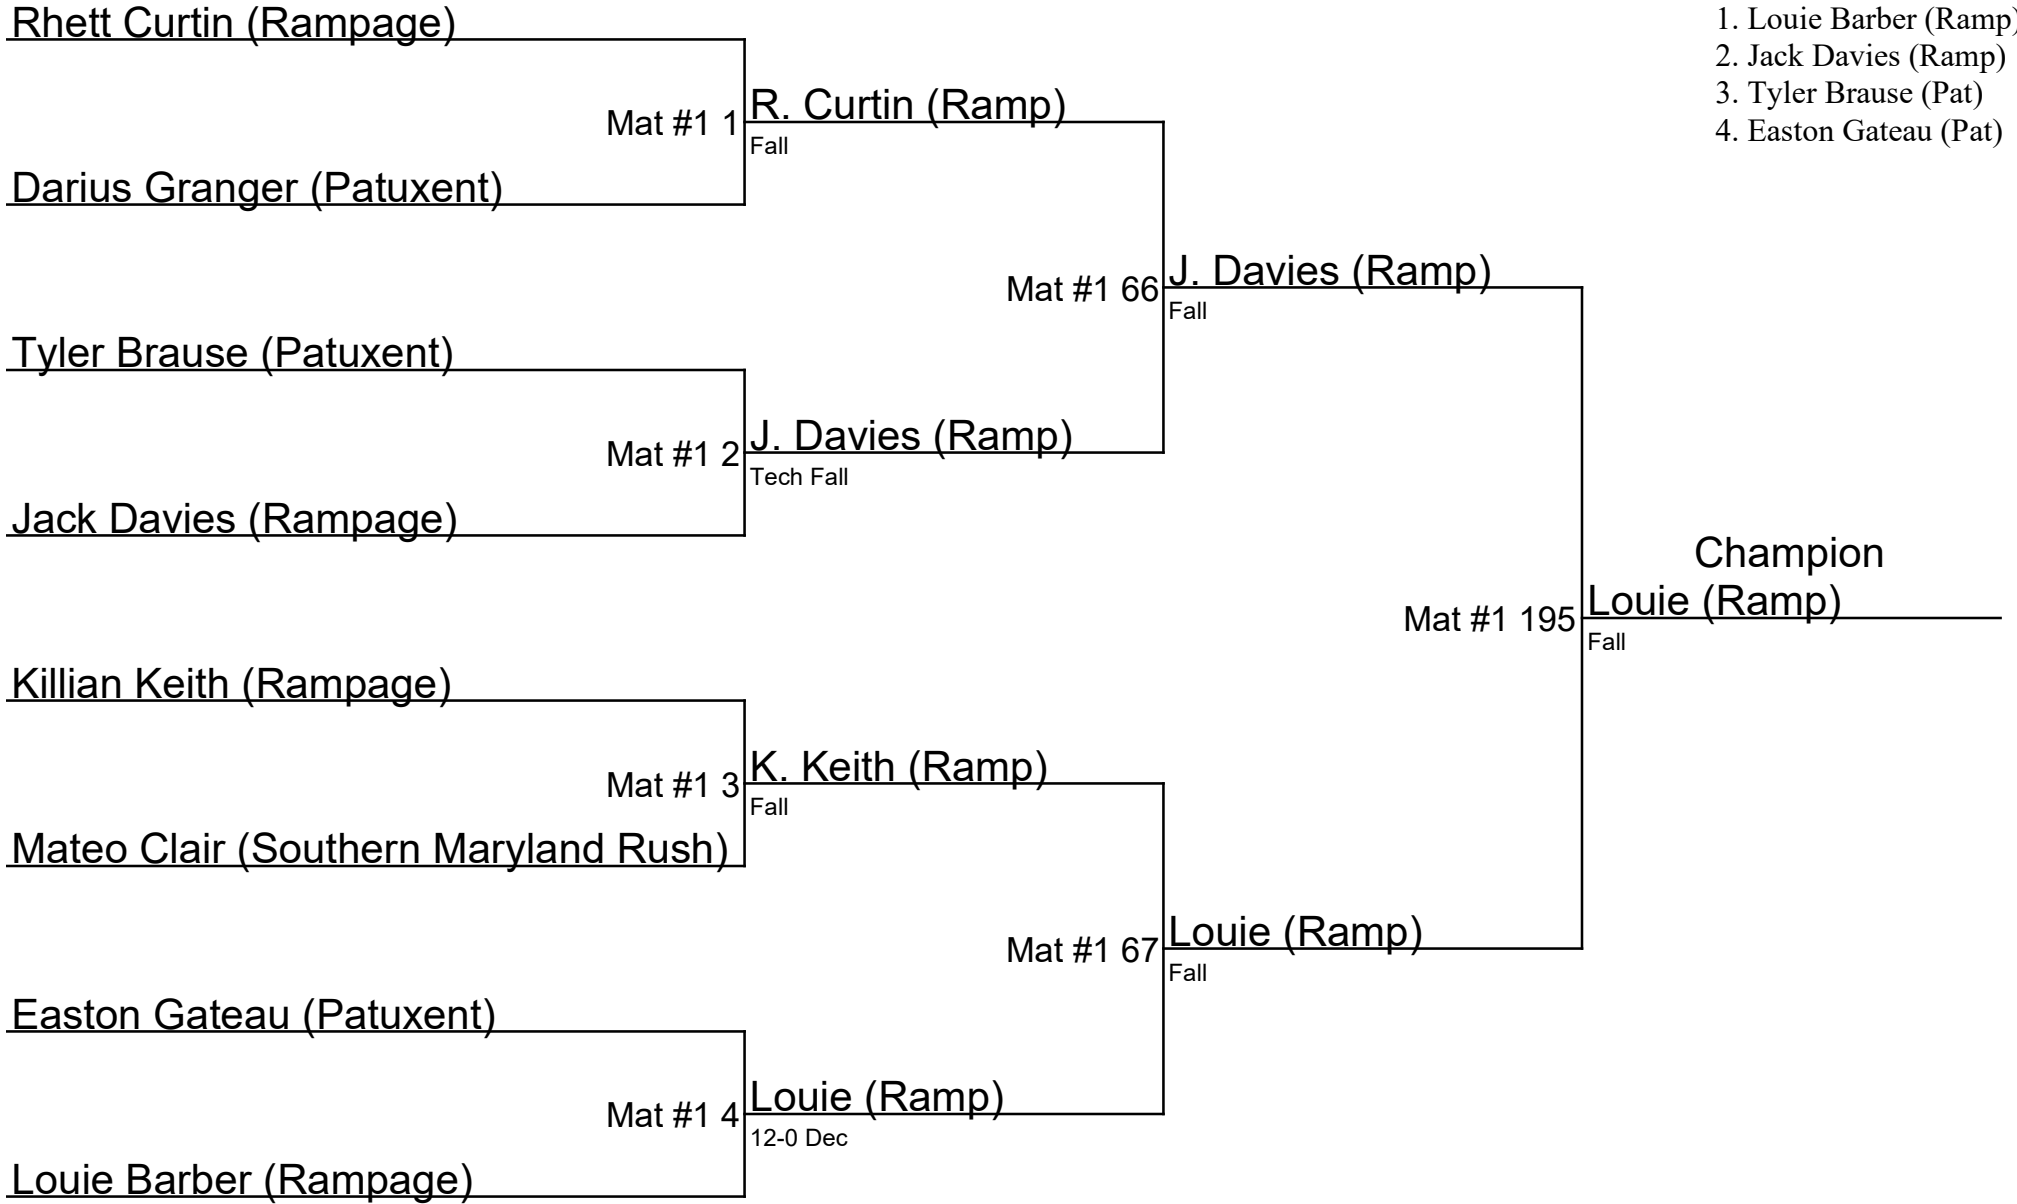 Rhett Curtin (Rampage)
1. Louie Barber (Ramp)
2. Jack Davies (Ramp)
3. Tyler Brause (Pat)
4. Easton Gateau (Pat)
Mat #1 1
R. Curtin (Ramp)
Fall
Darius Granger (Patuxent)
Mat #1 66
J. Davies (Ramp)
Fall
Tyler Brause (Patuxent)
Mat #1 2
J. Davies (Ramp)
Tech Fall
Jack Davies (Rampage)
Champion
Mat #1 195
Louie (Ramp)
Fall
Killian Keith (Rampage)
Mat #1 3
K. Keith (Ramp)
Fall
Mateo Clair (Southern Maryland Rush)
Mat #1 67
Louie (Ramp)
Fall
Easton Gateau (Patuxent)
Mat #1 4
Louie (Ramp)
12-0 Dec
Louie Barber (Rampage)